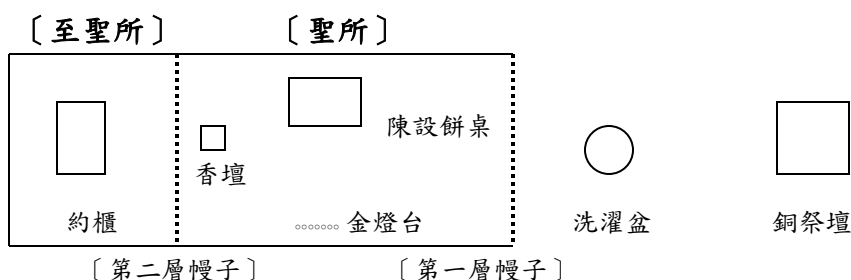 〔至聖所〕 〔聖所〕
陳設餅桌
香壇
約櫃 金燈台 洗濯盆 銅祭壇
〔第二層幔子〕 〔第一層幔子〕